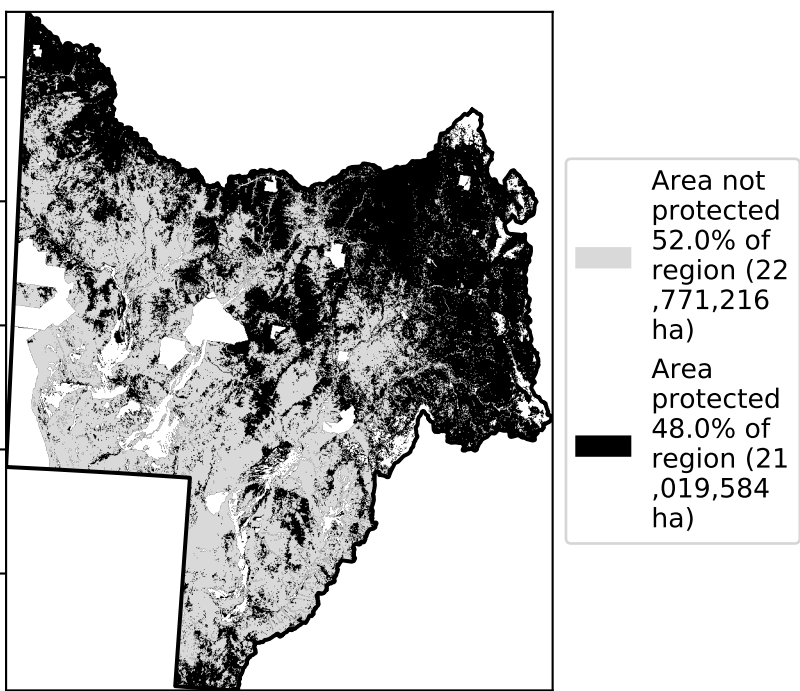 Area not
protected
52.0% of
region (22
,771,216
ha)
Area
protected
48.0% of
region (21
,019,584
ha)